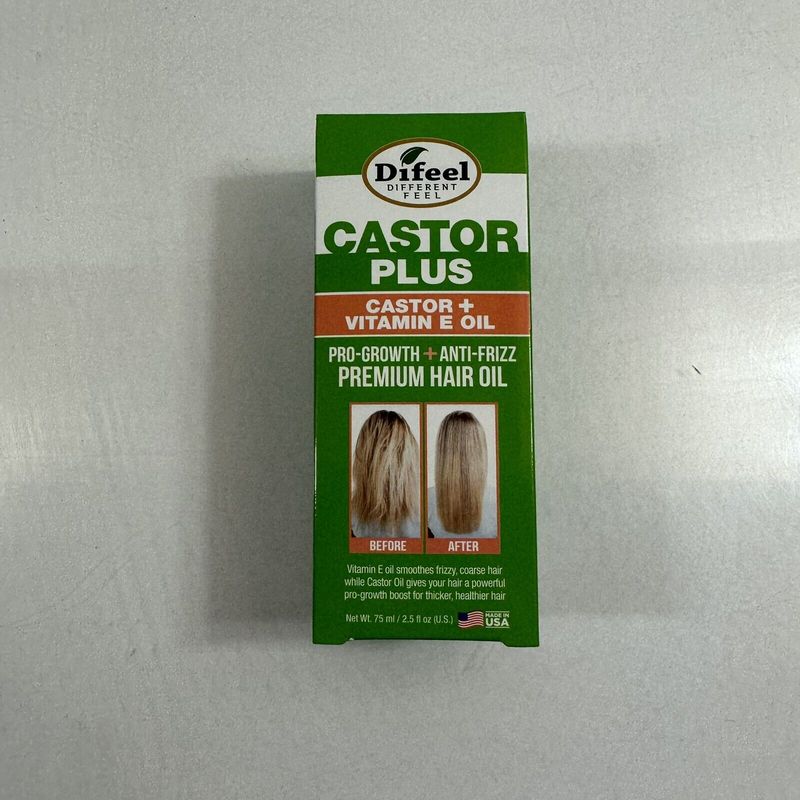 Difeel
DIFFERENT
FEEL
CASTOR
PLUS
CASTOR +
VITAMIN E OIL
PRO-GROWTH + ANTI-FRIZZ
PREMIUM HAIR OIL
BEFORE AFTER
Vitamin E oil smoothes frizzy, coarse hair
while Castor Oil gives your hair a powerful
pro-growth boost for thicker, healthier hair
Net Wt. 75 ml / 2.5 fl oz (U.S.) MADE IN
USA